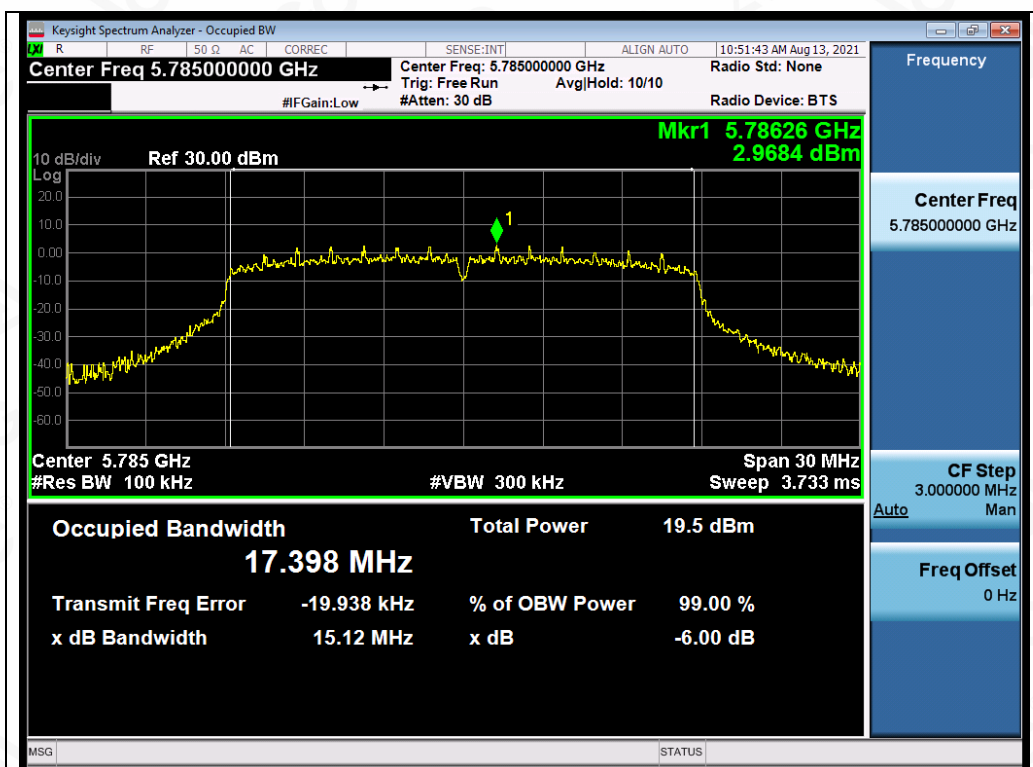 Keysight Spectrum Analyzer - Occupied BW
LXI R RF 50 Ω AC CORREC SENSE:INT ALIGN AUTO 10:51:43 AM Aug 13, 2021
Center Freq 5.785000000 GHz
Center Freq: 5.785000000 GHz
Radio Std: None
Trig: Free Run Avg|Hold: 10/10
#IFGain:Low
#Atten: 30 dB
Radio Device: BTS
Frequency
Mkr1 5.78626 GHz
2.9684 dBm
10 dB/div Ref 30.00 dBm
Log
20.0
10.0
0.00
-10.0
-20.0
-30.0
-40.0
-50.0
-60.0
1
Center 5.785 GHz Span 30 MHz
#Res BW 100 kHz #VBW 300 kHz Sweep 3.733 ms
Center Freq
5.785000000 GHz
CF Step
3.000000 MHz
Auto Man
Freq Offset
0 Hz
Occupied Bandwidth Total Power 19.5 dBm
17.398 MHz
Transmit Freq Error -19.938 kHz % of OBW Power 99.00 %
x dB Bandwidth 15.12 MHz x dB -6.00 dB
MSG STATUS